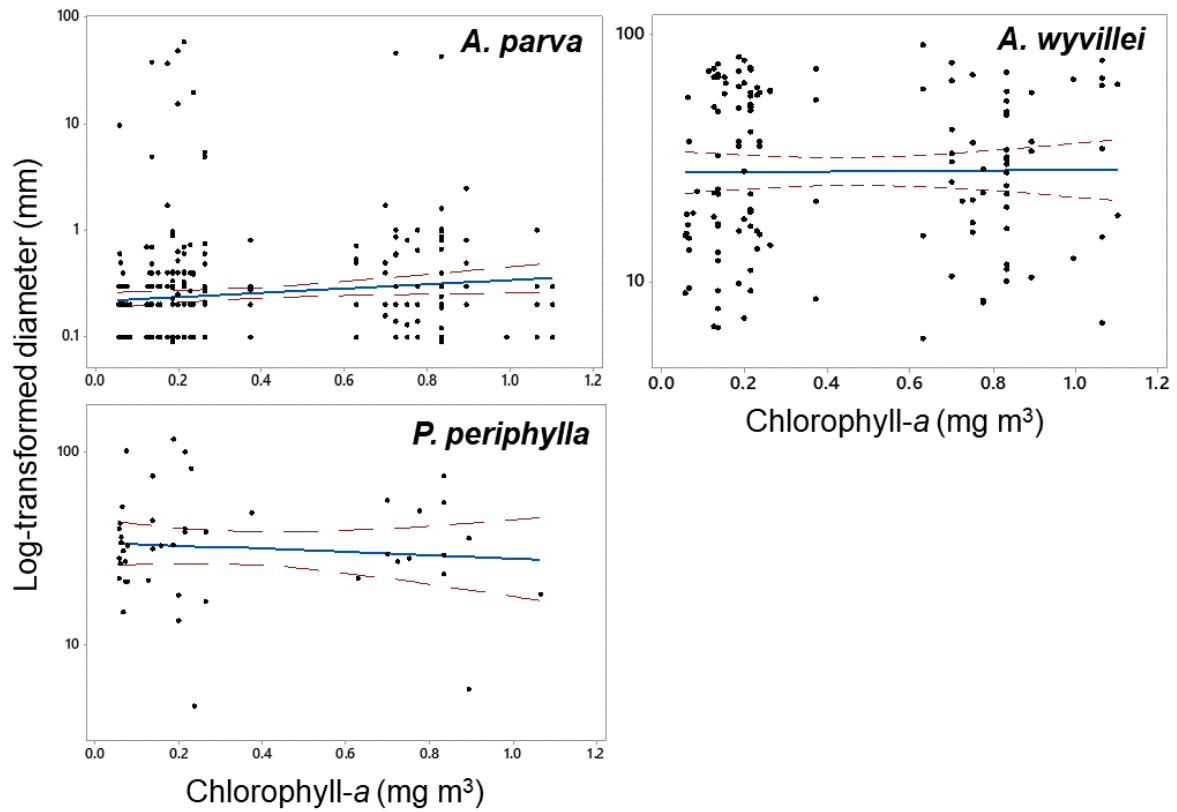 Log-transformed diameter (mm)
A. parva
100
10
1
0.1
0.0 0.2 0.4 0.6 0.8 1.0 1.2
A. wyvillei
100
10
0.0 0.2 0.4 0.6 0.8 1.0 1.2
Chlorophyll-a (mg m³)
P. periphylla
100
10
0.0 0.2 0.4 0.6 0.8 1.0 1.2
Chlorophyll-a (mg m³)